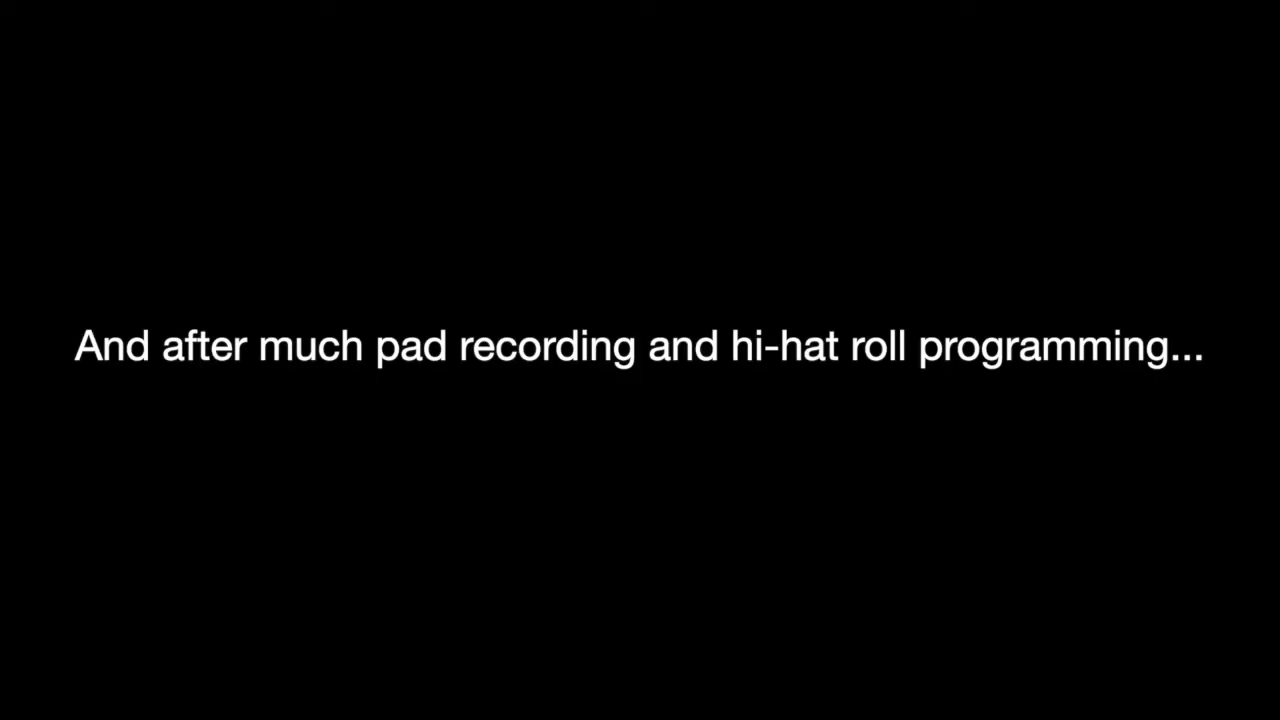 And after much pad recording and hi-hat roll programming...